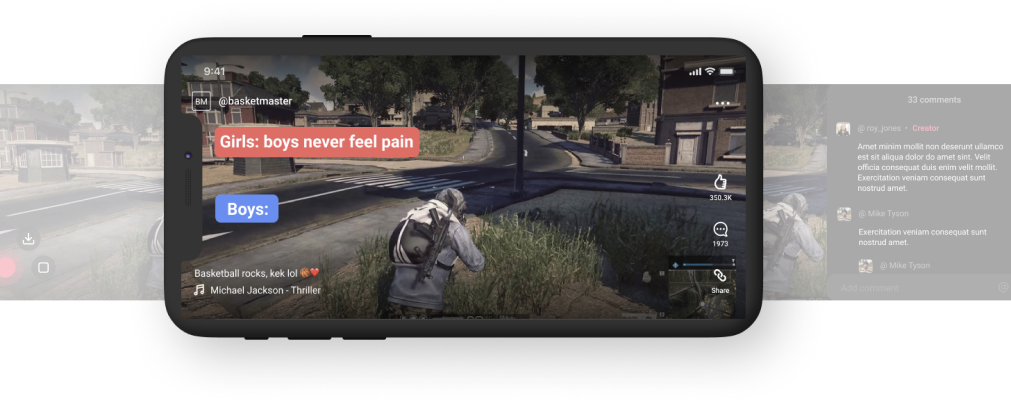 9:41
BM @basketmaster
Girls: boys never feel pain
Boys:
350.3K
1973
Share
Basketball rocks, kek lol 🏀❤️
Michael Jackson - Thriller
33 comments
@ roy_jones • Creator
Amet minim mollit non deserunt ullamco
est sit aliqua dolor do amet sint. Velit
officia consequat duis enim velit mollit.
Exercitation veniam consequat sunt
nostrud amet.
@ Mike Tyson
Exercitation veniam consequat sunt
nostrud amet.
@ Mike Tyson
Add comment